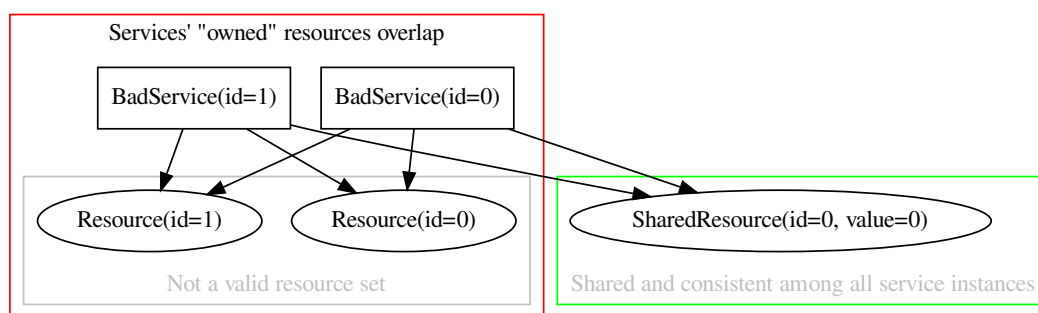 Services' "owned" resources overlap
BadService(id=1)
BadService(id=0)
Resource(id=1)
Resource(id=0)
SharedResource(id=0, value=0)
Not a valid resource set
Shared and consistent among all service instances